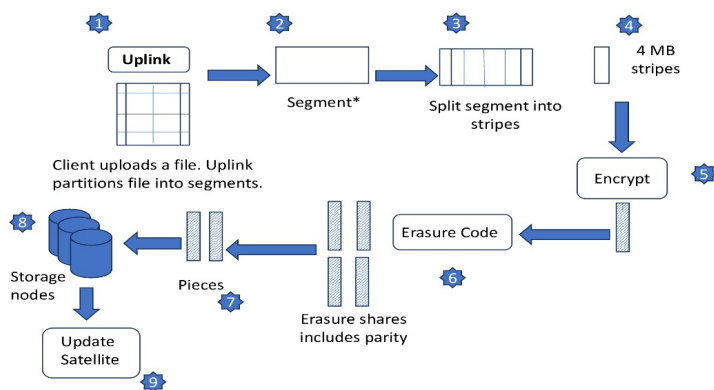 1
Uplink
Client uploads a file. Uplink
partitions file into segments.
2
Segment*
3
Split segment into
stripes
4
4 MB
stripes
5
Encrypt
Erasure Code
6
Erasure shares
includes parity
Pieces
7
8
Storage
nodes
Update
Satellite
9